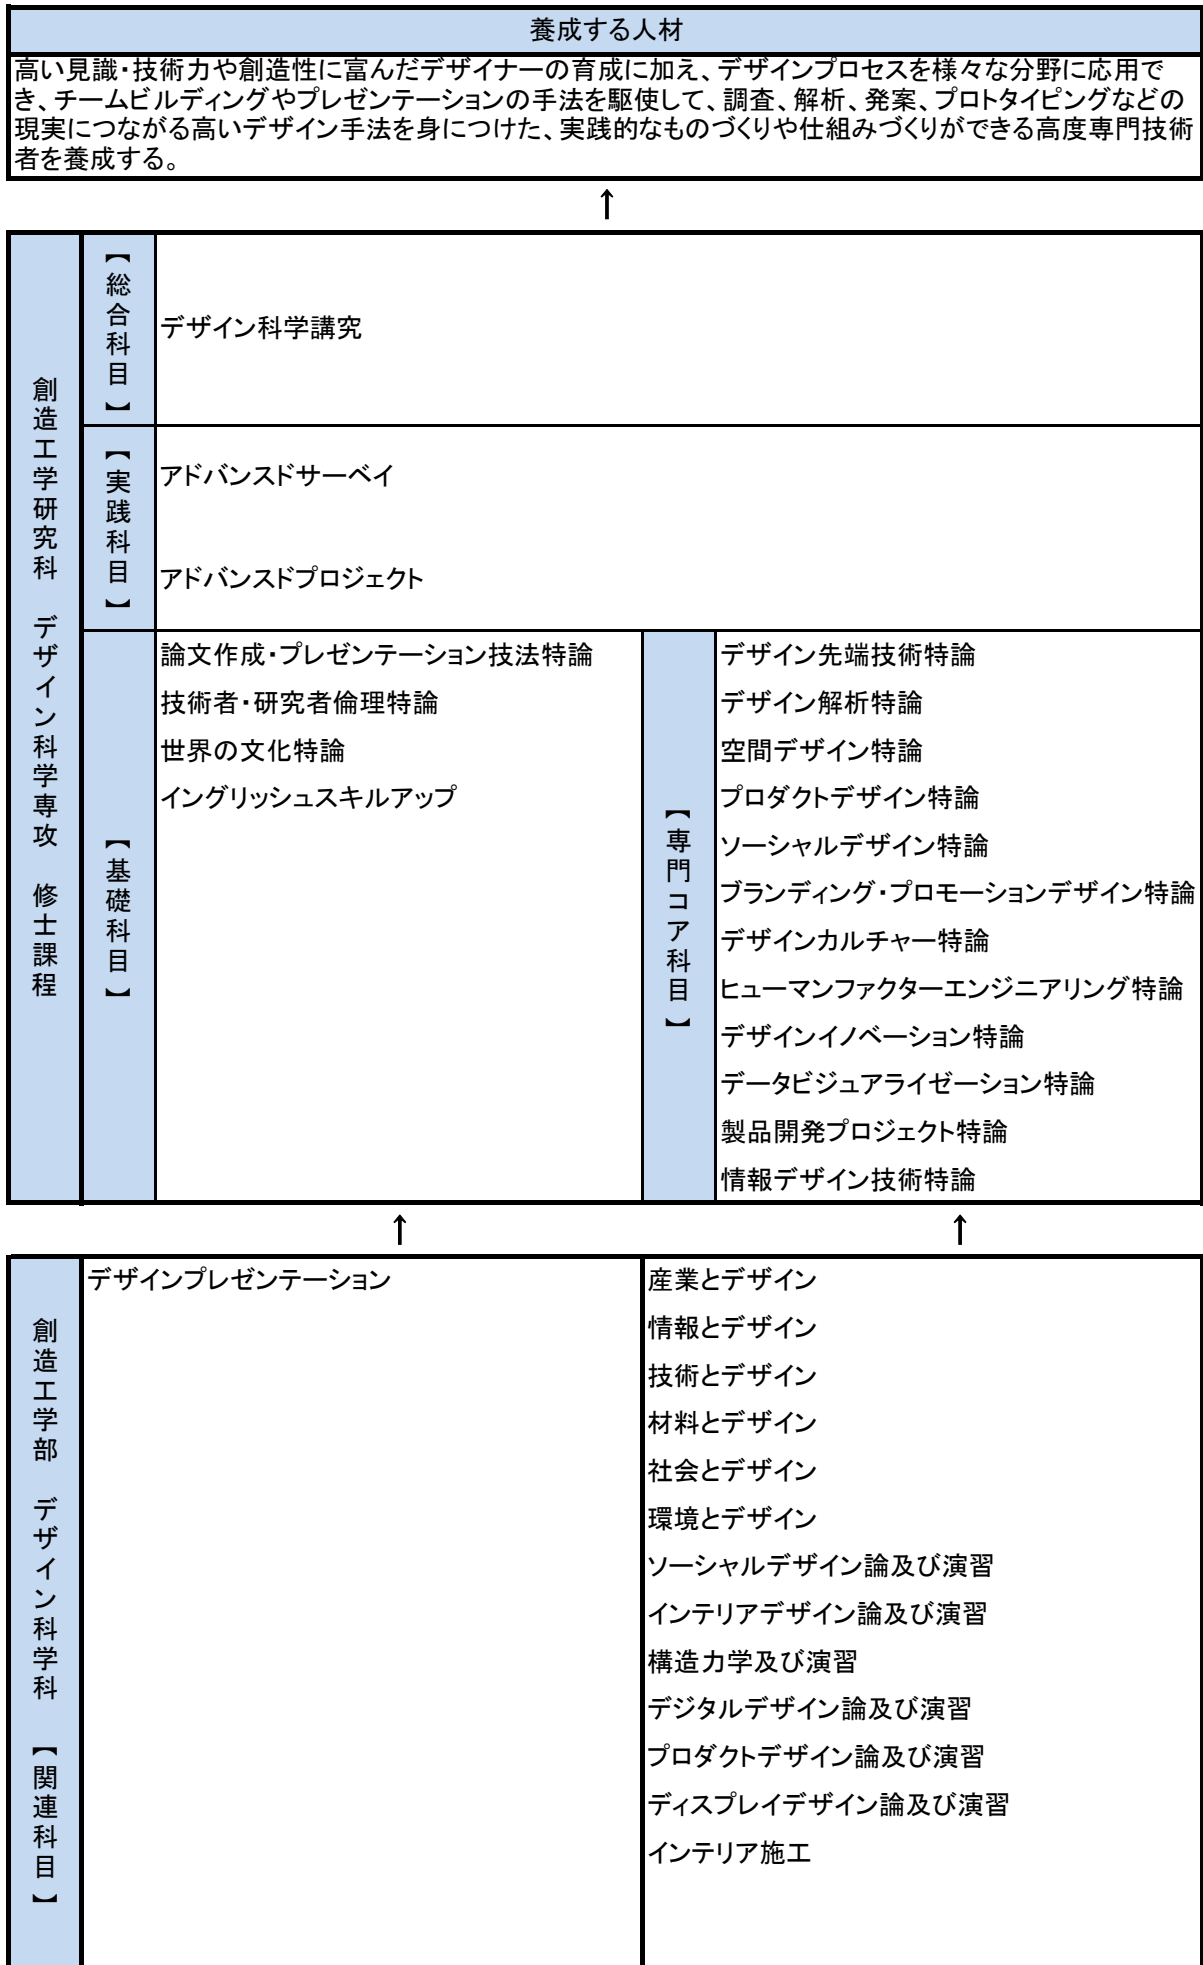 養成する人材
高い見識・技術力や創造性に富んだデザイナーの育成に加え、デザインプロセスを様々な分野に応用で
き、チームビルディングやプレゼンテーションの手法を駆使して、調査、解析、発案、プロトタイピングなどの
現実につながる高いデザイン手法を身につけた、実践的なものづくりや仕組みづくりができる高度専門技術
者を養成する。
↑
創造工学研究科　デザイン科学専攻　修士課程
【総合科目】
デザイン科学講究
【実践科目】
アドバンスドサーベイ
アドバンスドプロジェクト
【基礎科目】
論文作成・プレゼンテーション技法特論
技術者・研究者倫理特論
世界の文化特論
イングリッシュスキルアップ
【専門コア科目】
デザイン先端技術特論
デザイン解析特論
空間デザイン特論
プロダクトデザイン特論
ソーシャルデザイン特論
ブランディング・プロモーションデザイン特論
デザインカルチャー特論
ヒューマンファクターエンジニアリング特論
デザインイノベーション特論
データビジュアライゼーション特論
製品開発プロジェクト特論
情報デザイン技術特論
↑
↑
創造工学部　デザイン科学科　【関連科目】
デザインプレゼンテーション
産業とデザイン
情報とデザイン
技術とデザイン
材料とデザイン
社会とデザイン
環境とデザイン
ソーシャルデザイン論及び演習
インテリアデザイン論及び演習
構造力学及び演習
デジタルデザイン論及び演習
プロダクトデザイン論及び演習
ディスプレイデザイン論及び演習
インテリア施工